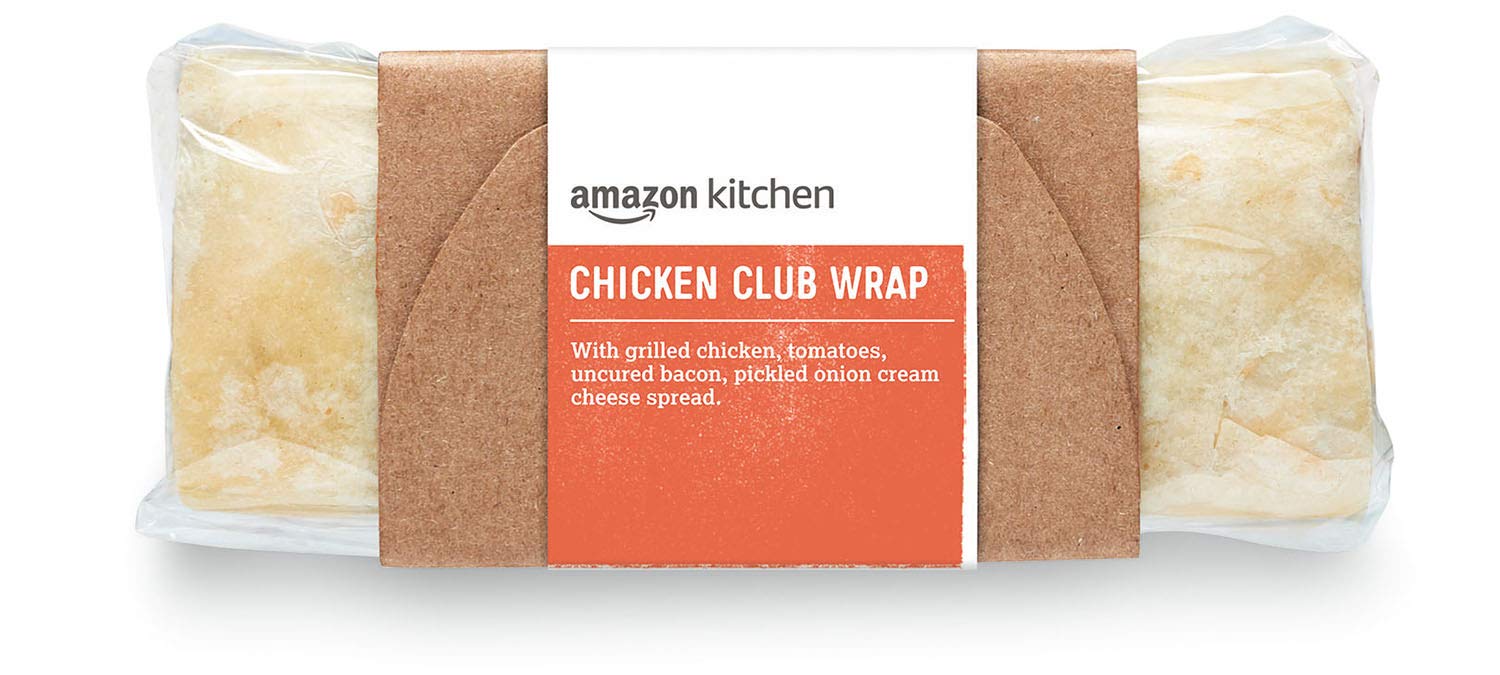 amazon kitchen
CHICKEN CLUB WRAP
With grilled chicken, tomatoes,
uncured bacon, pickled onion cream
cheese spread.